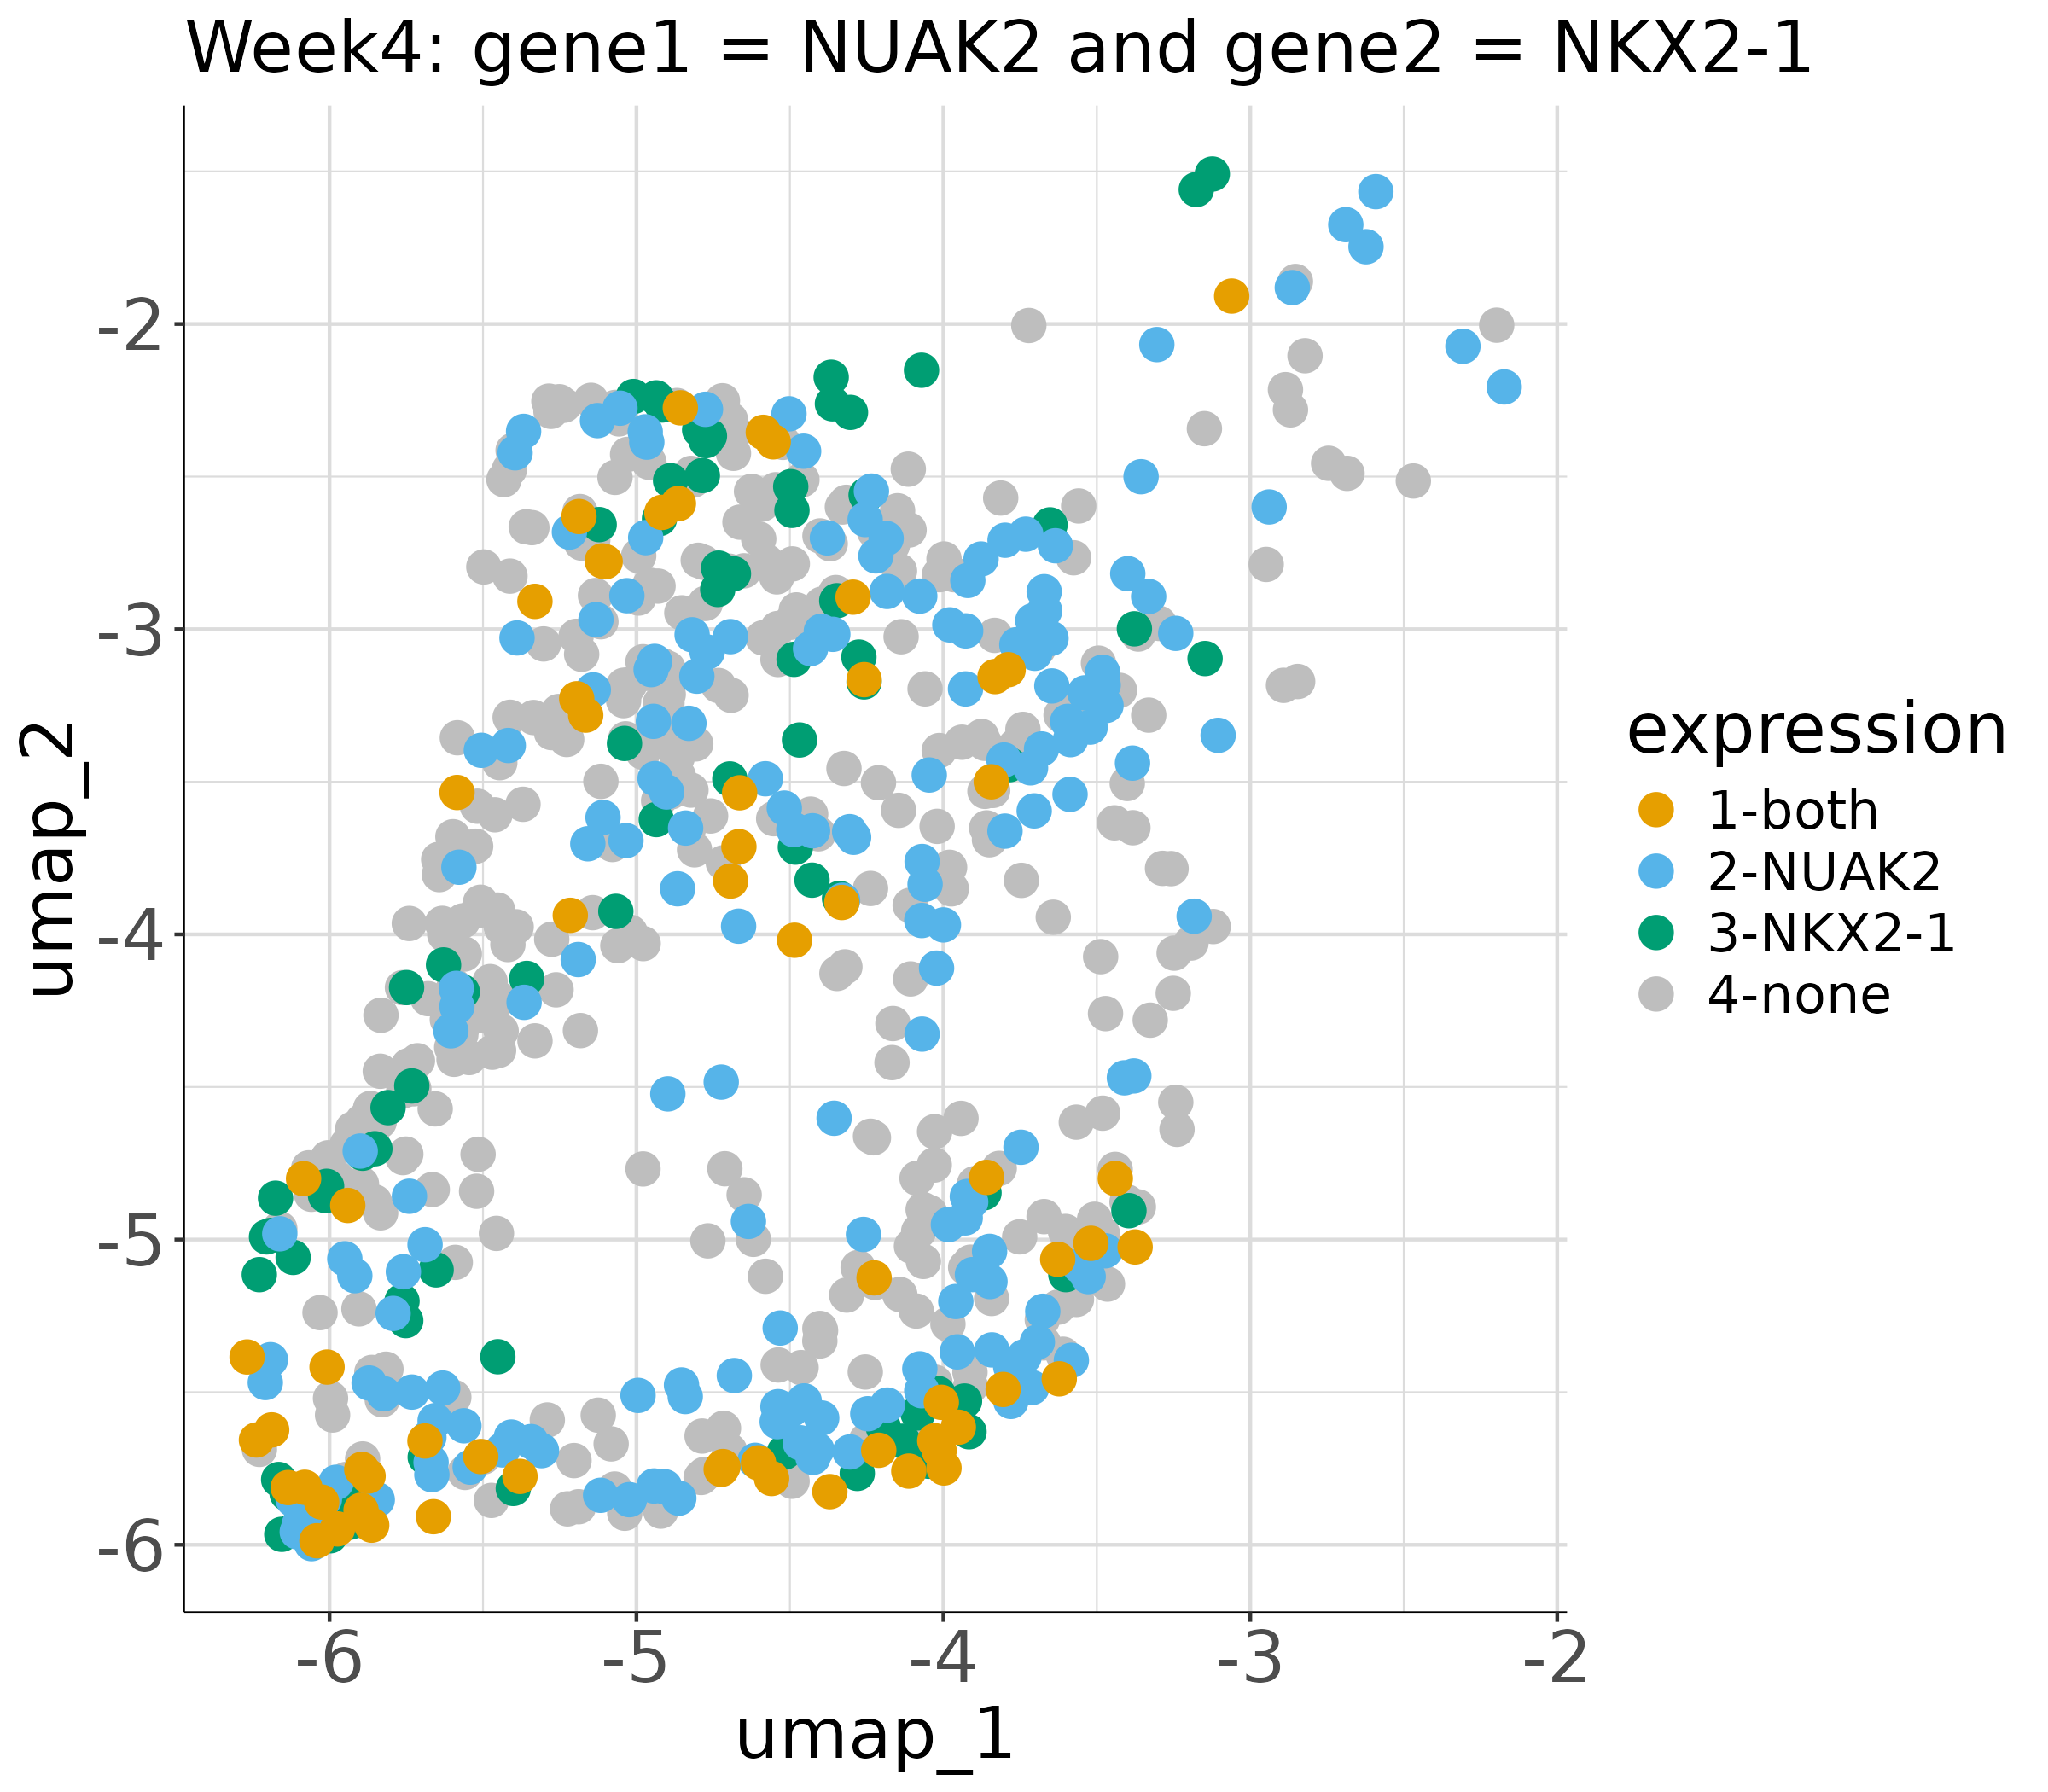 Week4: gene1 = NUAK2 and gene2 = NKX2-1
umap_2
-2
-3
-4
-5
-6
-6 -5 -4 -3 -2
umap_1
expression
1-both
2-NUAK2
3-NKX2-1
4-none